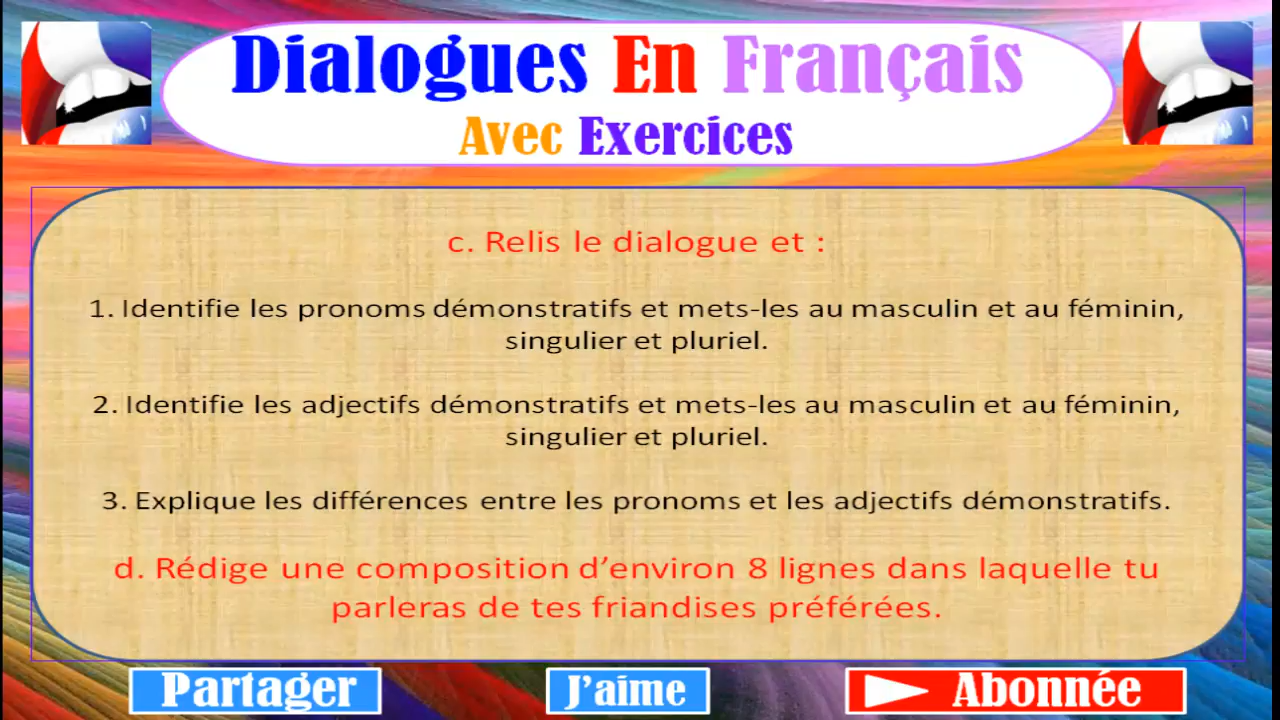 Dialogues En Français
Avec Exercices
c. Relis le dialogue et :
1. Identifie les pronoms démonstratifs et mets-les au masculin et au féminin,
singulier et pluriel.
2. Identifie les adjectifs démonstratifs et mets-les au masculin et au féminin,
singulier et pluriel.
3. Explique les différences entre les pronoms et les adjectifs démonstratifs.
d. Rédige une composition d’environ 8 lignes dans laquelle tu
parleras de tes friandises préférées.
Partager
J’aime
Abonnée